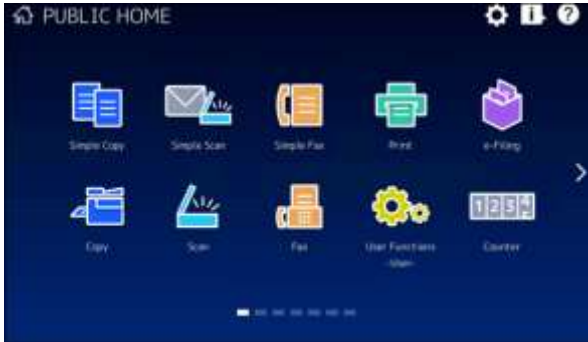 PUBLIC HOME
Simple Copy
Simple Scan
Simple Fax
Print
e-Filing
Copy
Scan
Fax
User Functions
-User-
Counter